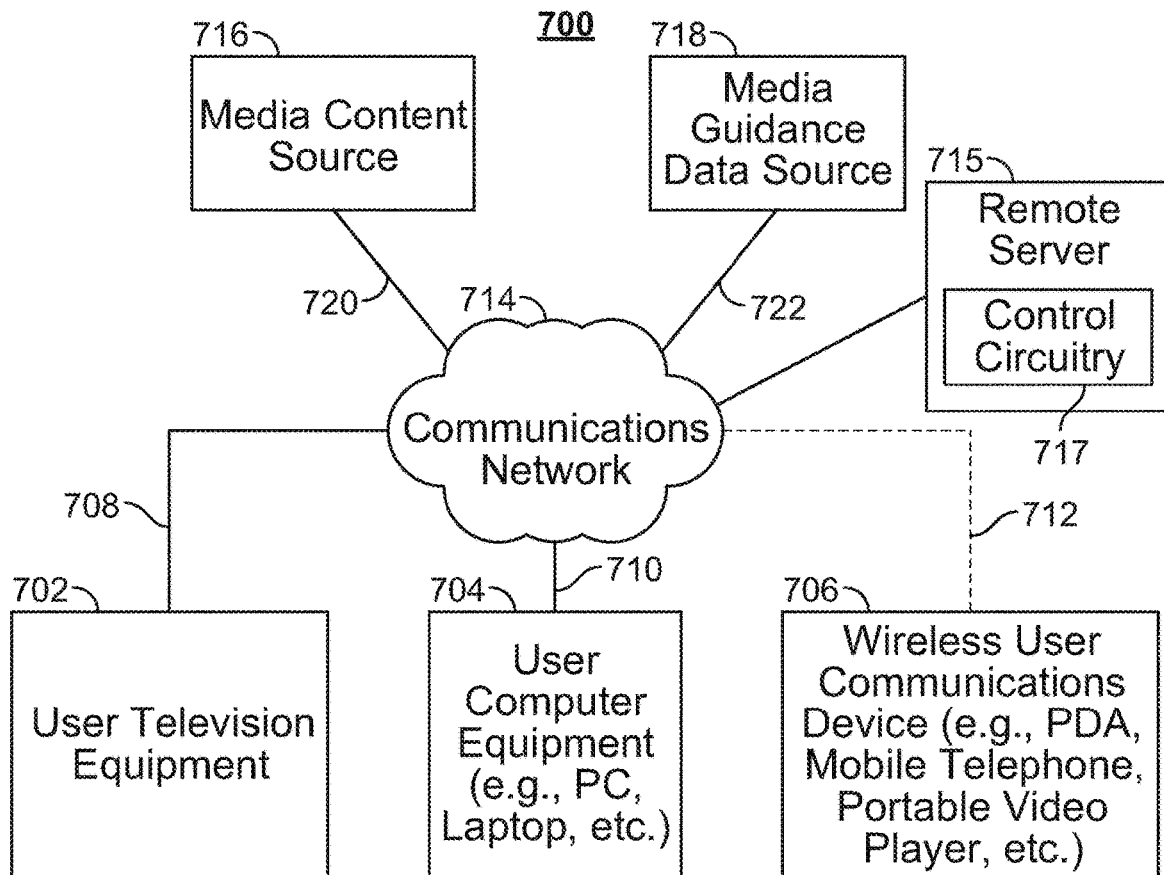 700
716
Media Content
Source
718
Media
Guidance
Data Source
715
Remote
Server
Control
Circuitry
717
720
714
722
Communications
Network
708
710
712
702
User Television
Equipment
704
User
Computer
Equipment
(e.g., PC,
Laptop, etc.)
706
Wireless User
Communications
Device (e.g., PDA,
Mobile Telephone,
Portable Video
Player, etc.)